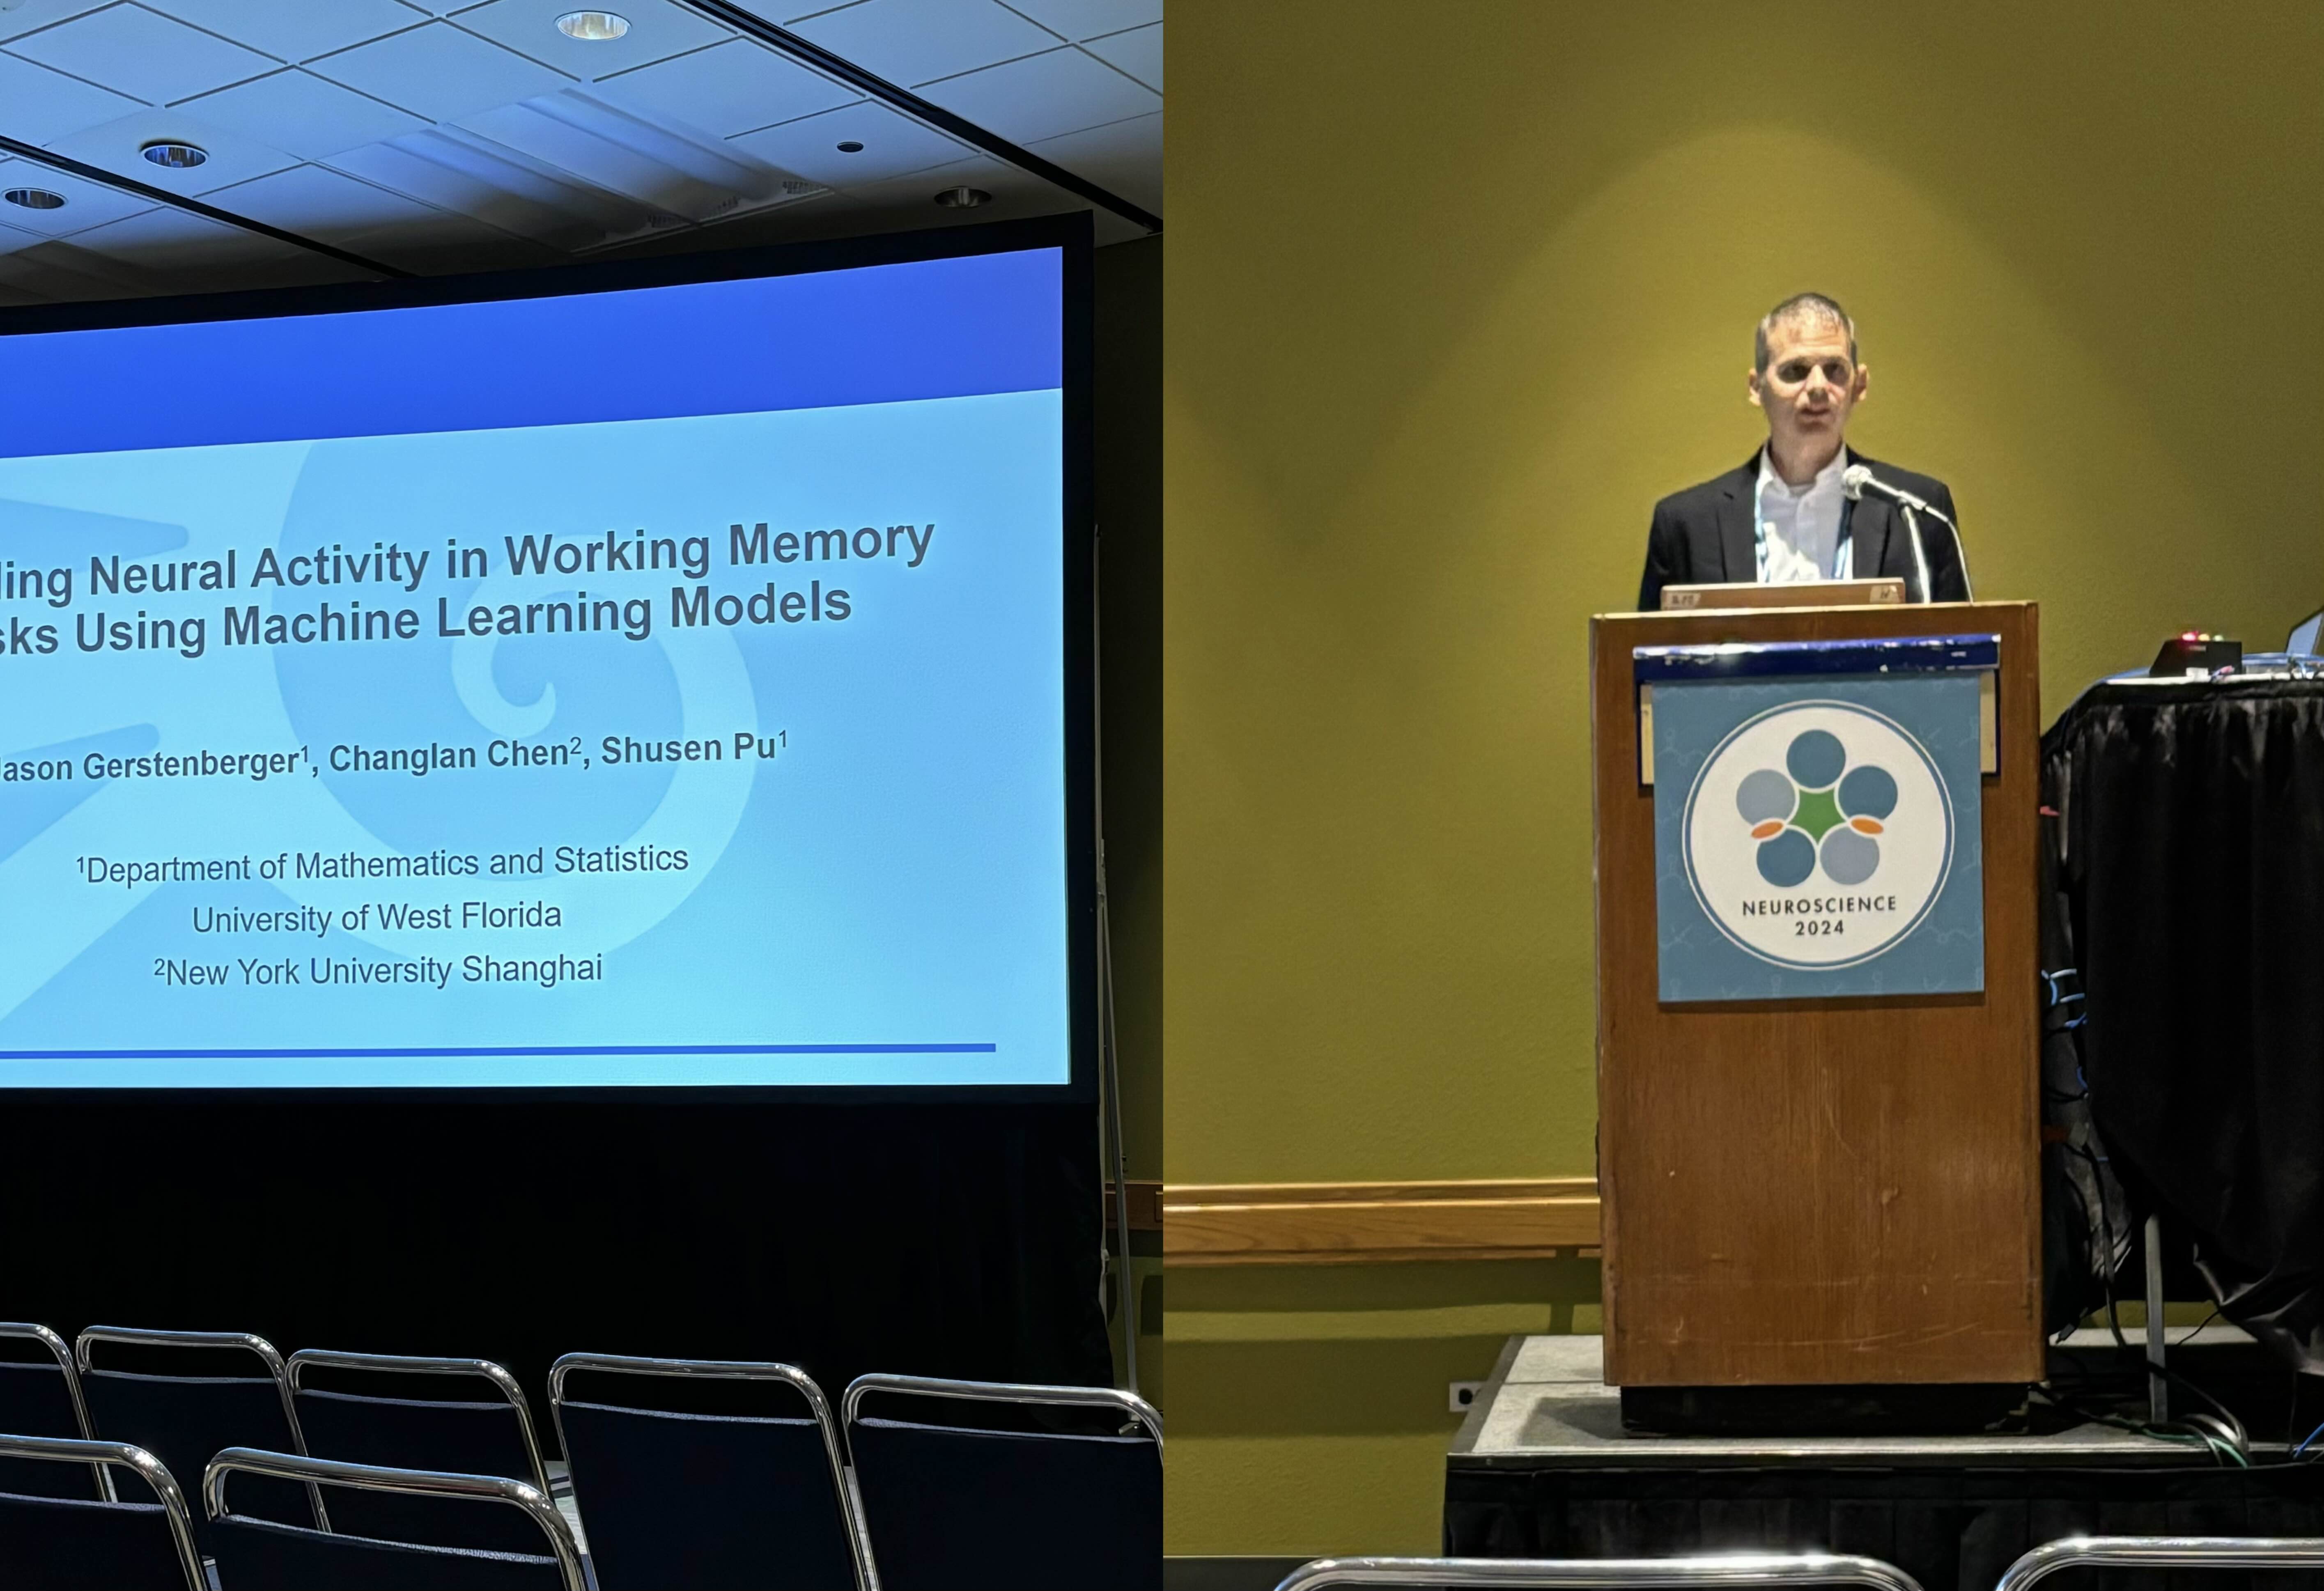 ling Neural Activity in Working Memory
sks Using Machine Learning Models
Jason Gerstenberger¹, Changlan Chen², Shusen Pu¹
¹Department of Mathematics and Statistics
University of West Florida
²New York University Shanghai
NEUROSCIENCE
2024